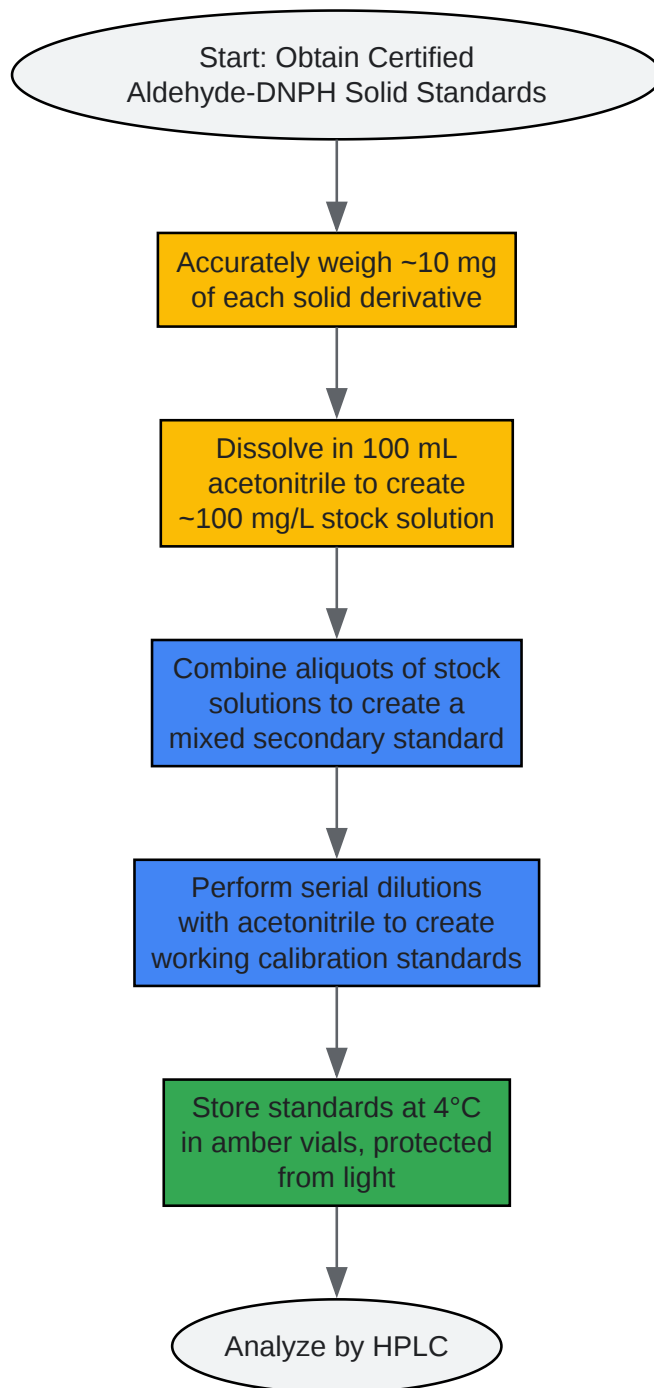 Start: Obtain Certified
Aldehyde-DNPH Solid Standards
Accurately weigh ~10 mg
of each solid derivative
Dissolve in 100 mL
acetonitrile to create
~100 mg/L stock solution
Combine aliquots of stock
solutions to create a
mixed secondary standard
Perform serial dilutions
with acetonitrile to create
working calibration standards
Store standards at 4°C
in amber vials, protected
from light
Analyze by HPLC